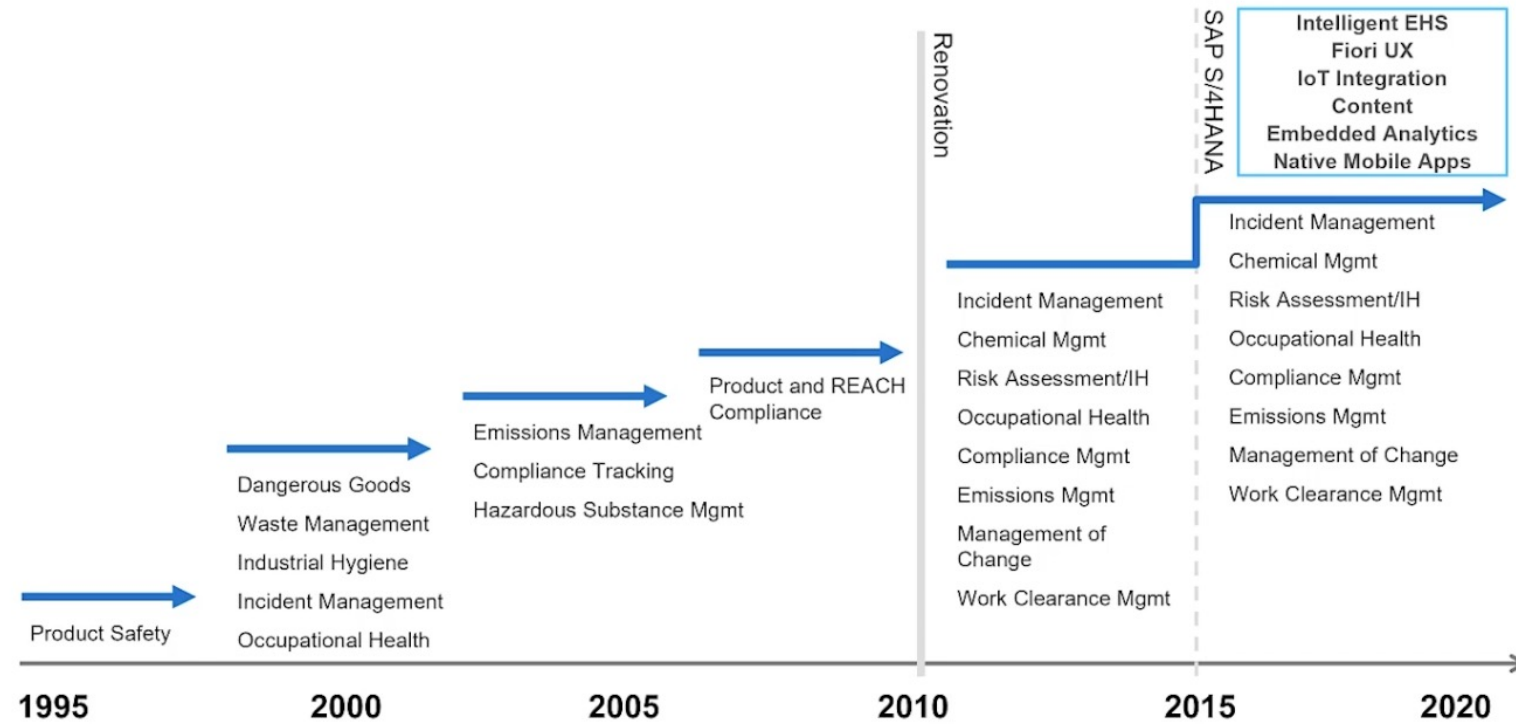 Renovation
SAP S/4HANA
Intelligent EHS
Fiori UX
IoT Integration
Content
Embedded Analytics
Native Mobile Apps
Product Safety
Dangerous Goods
Waste Management
Industrial Hygiene
Incident Management
Occupational Health
Emissions Management
Compliance Tracking
Hazardous Substance Mgmt
Product and REACH
Compliance
Incident Management
Chemical Mgmt
Risk Assessment/IH
Occupational Health
Compliance Mgmt
Emissions Mgmt
Management of
Change
Work Clearance Mgmt
Incident Management
Chemical Mgmt
Risk Assessment/IH
Occupational Health
Compliance Mgmt
Emissions Mgmt
Management of Change
Work Clearance Mgmt
1995
2000
2005
2010
2015
2020